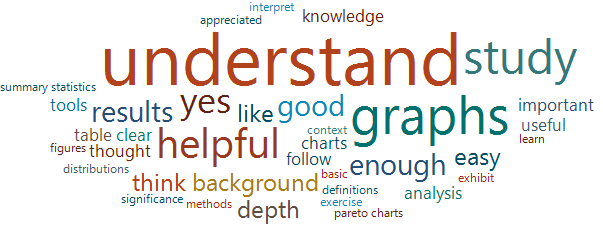 interpret
appreciated knowledge
understand study
summary statistics
tools results yes like good graphs important
useful
table clear helpful context
charts learn
figures thought follow enough easy
distributions think background basic exhibit
definitions analysis
significance methods depth exercise
pareto charts